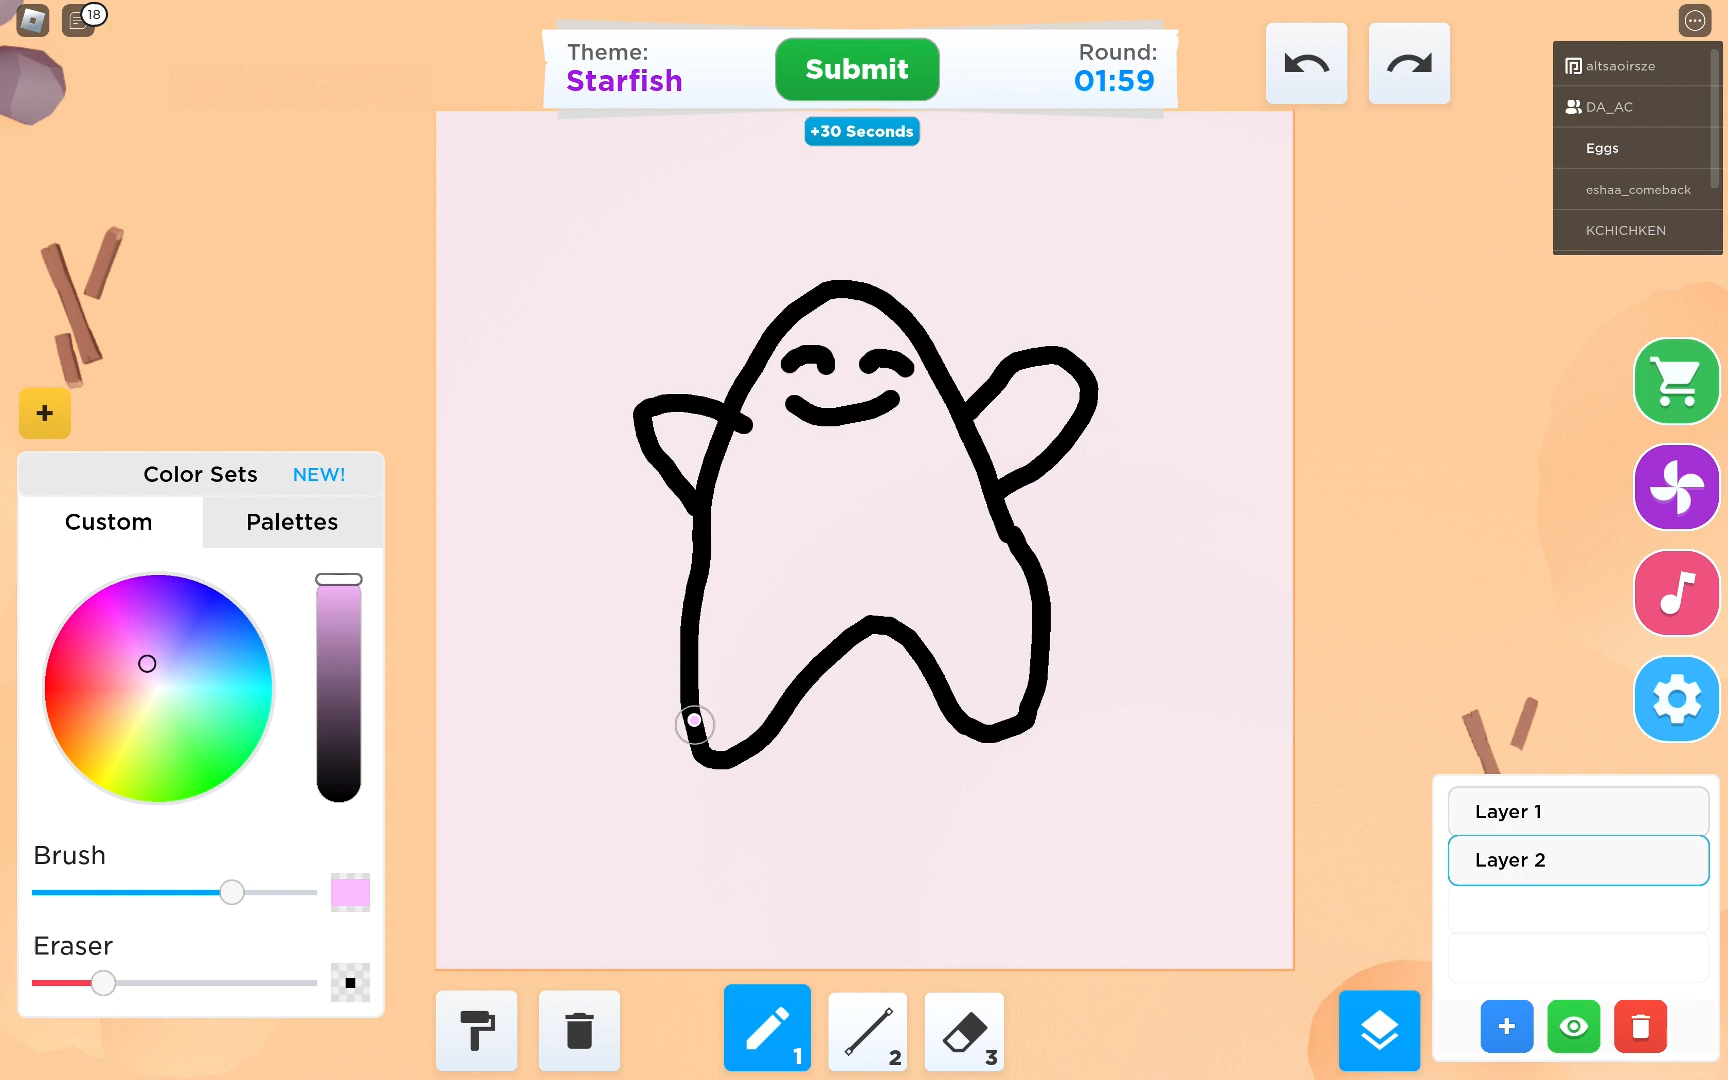 18
Theme:
Starfish
Submit
Round:
01:59
+30 Seconds
altsaoirsze
DA_AC
Eggs
eshaa_comeback
KCHICHKEN
+
Color Sets NEW!
Custom Palettes
Brush
Eraser
1
2
3
Layer 1
Layer 2
+